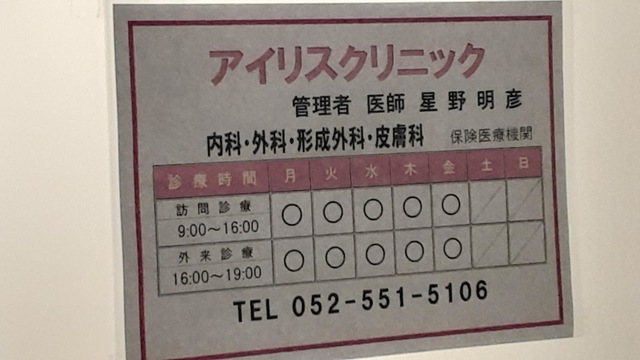 アイリスクリニック
管理者 医師 星野明彦
内科・外科・形成外科・皮膚科 保険医療機関
診療時間 月 火 水 木 金 土 日
訪問診療 9:00〜16:00 ○ ○ ○ ○ ○ ／ ／
外来診療 16:00〜19:00 ○ ○ ○ ○ ○ ／ ／
TEL 052-551-5106